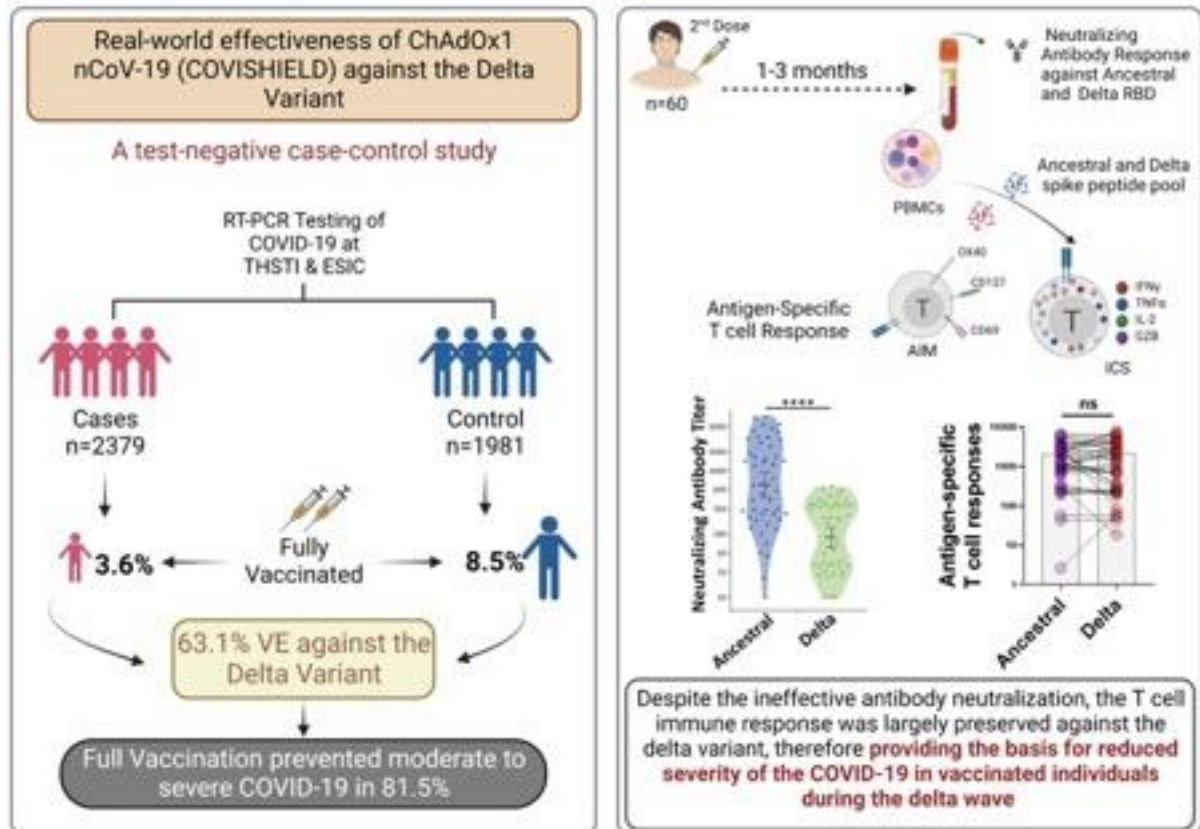 Real-world effectiveness of ChAdOx1
nCoV-19 (COVISHIELD) against the Delta
Variant
A test-negative case-control study
RT-PCR Testing of
COVID-19 at
THSTI & ESIC
Cases
n=2379
Control
n=1981
Fully
Vaccinated
3.6%
8.5%
63.1% VE against the
Delta Variant
Full Vaccination prevented moderate to
severe COVID-19 in 81.5%
2nd Dose
n=60
1-3 months
Neutralizing
Antibody Response
against Ancestral
and Delta RBD
PBMCs
Ancestral and Delta
spike peptide pool
Antigen-Specific
T cell Response
OX40
CD137
CD69
T
AIM
T
IFNγ
TNFα
IL-2
GZB
ICS
Neutralizing Antibody Titer
****
Ancestral
Delta
Antigen-specific
T cell responses
ns
Ancestral
Delta
Despite the ineffective antibody neutralization, the T cell
immune response was largely preserved against the
delta variant, therefore providing the basis for reduced
severity of the COVID-19 in vaccinated individuals
during the delta wave